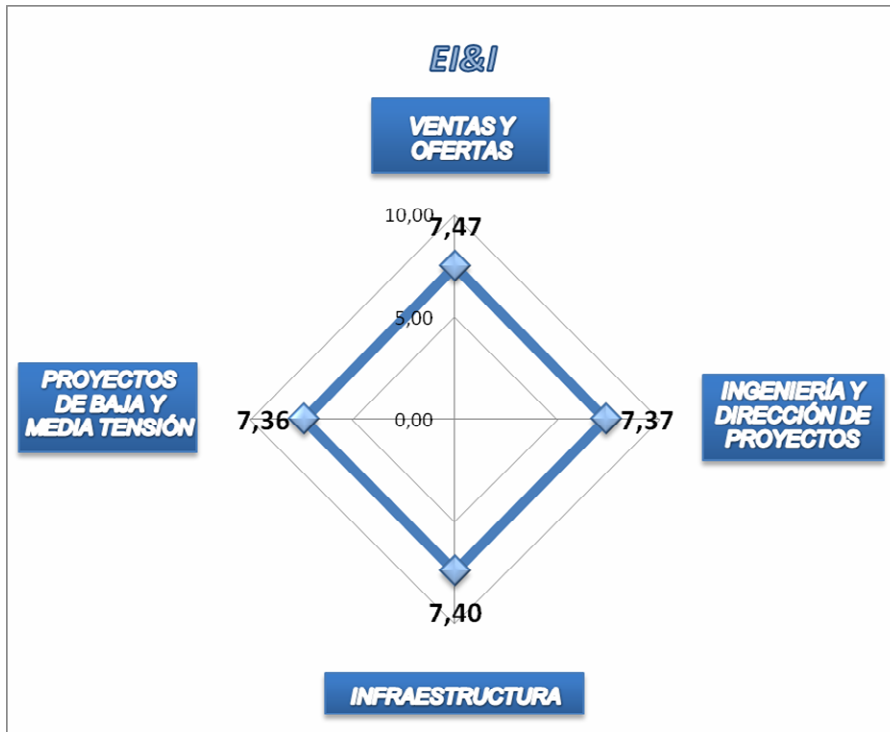 EI&I
VENTAS Y
OFERTAS
10,00
7,47
5,00
PROYECTOS
DE BAJA Y
MEDIA TENSIÓN
7,36
0,00
7,37
INGENIERÍA Y
DIRECCIÓN DE
PROYECTOS
7,40
INFRAESTRUCTURA